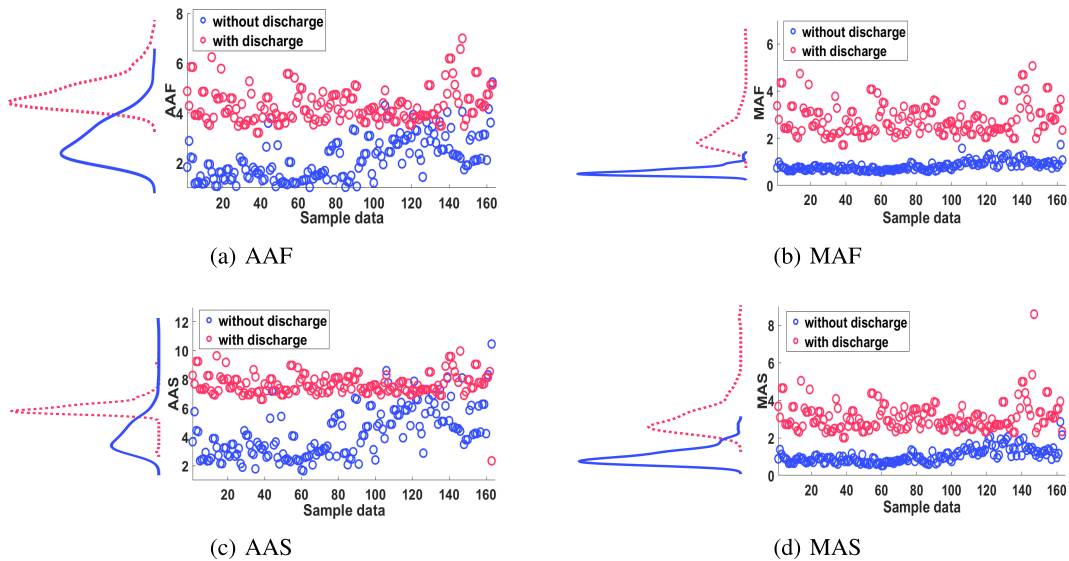 8
6
4
2
AAF
without discharge
with discharge
20 40 60 80 100 120 140 160
Sample data
(a) AAF
6
4
2
0
MAF
without discharge
with discharge
20 40 60 80 100 120 140 160
Sample data
(b) MAF
12
10
8
6
4
2
AAS
without discharge
with discharge
20 40 60 80 100 120 140 160
Sample data
(c) AAS
8
6
4
2
0
MAS
without discharge
with discharge
20 40 60 80 100 120 140 160
Sample data
(d) MAS